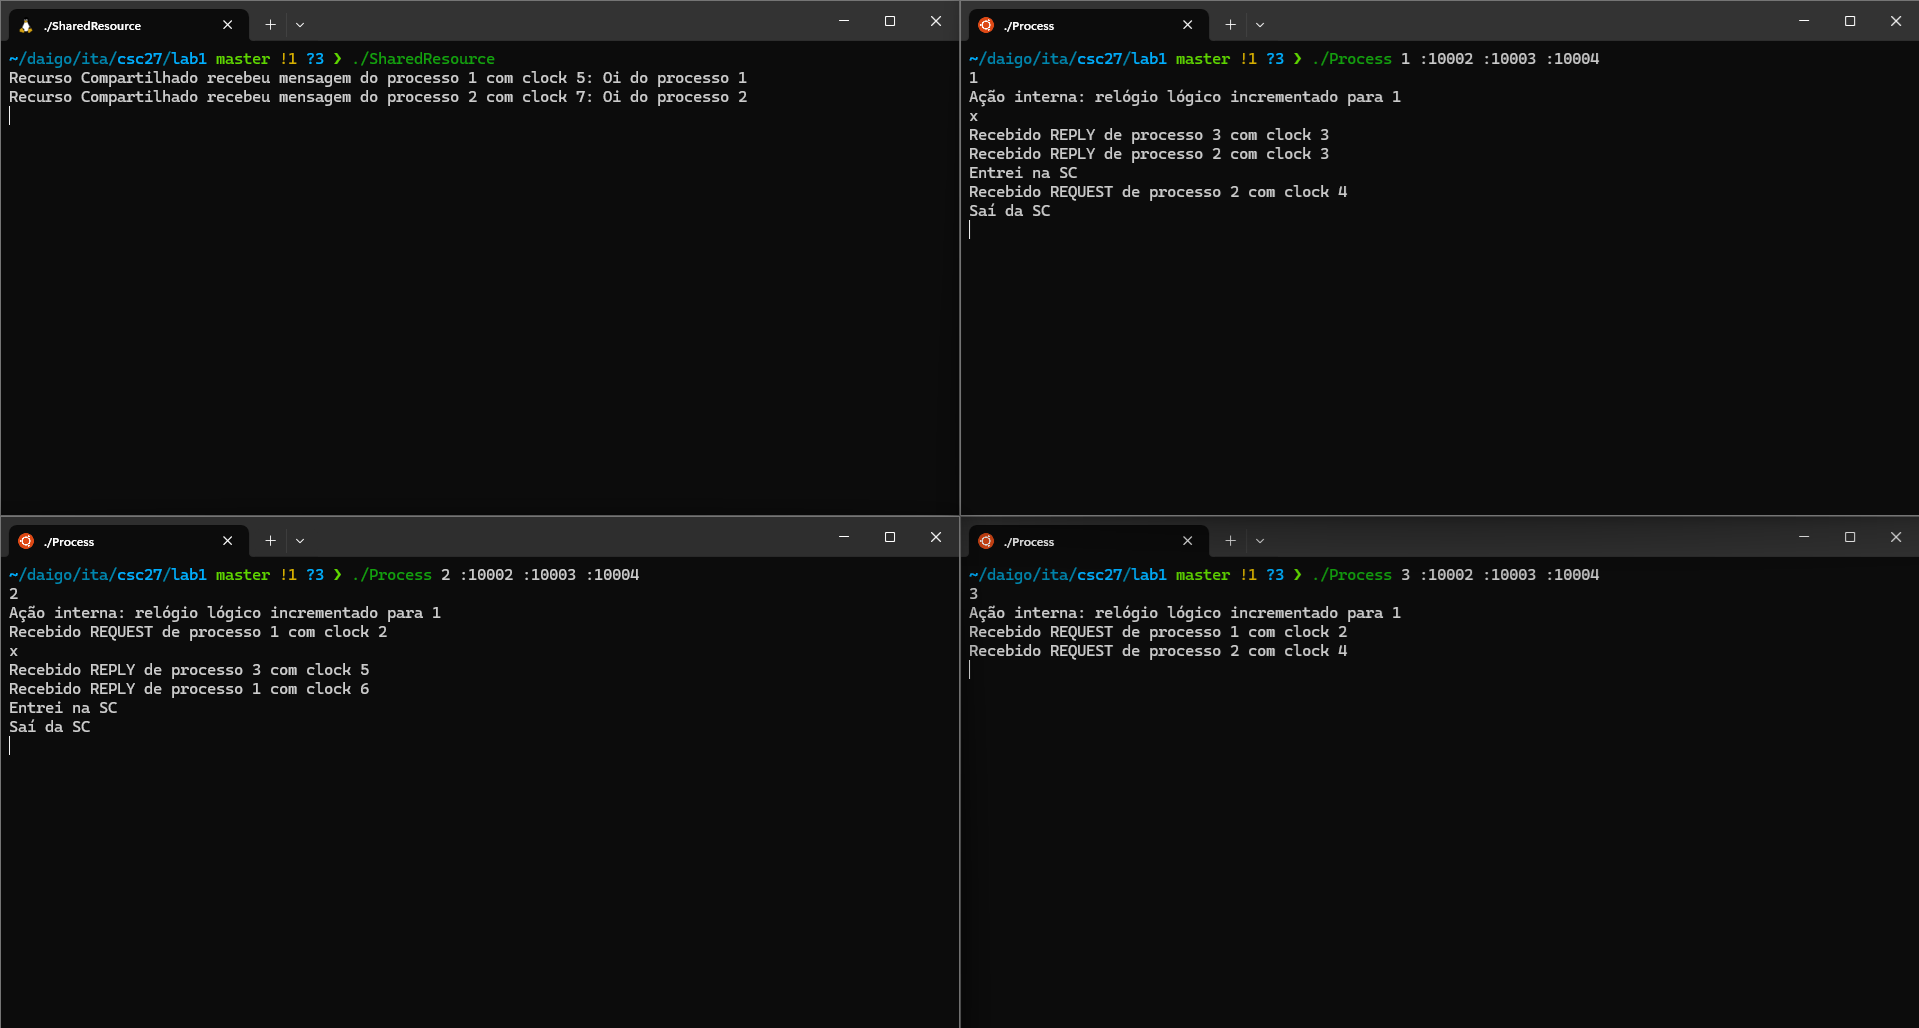 ./SharedResource
~/daigo/ita/csc27/lab1 master !1 ?3 ❯ ./SharedResource
Recurso Compartilhado recebeu mensagem do processo 1 com clock 5: Oi do processo 1
Recurso Compartilhado recebeu mensagem do processo 2 com clock 7: Oi do processo 2
./Process
~/daigo/ita/csc27/lab1 master !1 ?3 ❯ ./Process 1 :10002 :10003 :10004
1
Ação interna: relógio lógico incrementado para 1
x
Recebido REPLY de processo 3 com clock 3
Recebido REPLY de processo 2 com clock 3
Entrei na SC
Recebido REQUEST de processo 2 com clock 4
Saí da SC
./Process
~/daigo/ita/csc27/lab1 master !1 ?3 ❯ ./Process 2 :10002 :10003 :10004
2
Ação interna: relógio lógico incrementado para 1
Recebido REQUEST de processo 1 com clock 2
x
Recebido REPLY de processo 3 com clock 5
Recebido REPLY de processo 1 com clock 6
Entrei na SC
Saí da SC
./Process
~/daigo/ita/csc27/lab1 master !1 ?3 ❯ ./Process 3 :10002 :10003 :10004
3
Ação interna: relógio lógico incrementado para 1
Recebido REQUEST de processo 1 com clock 2
Recebido REQUEST de processo 2 com clock 4